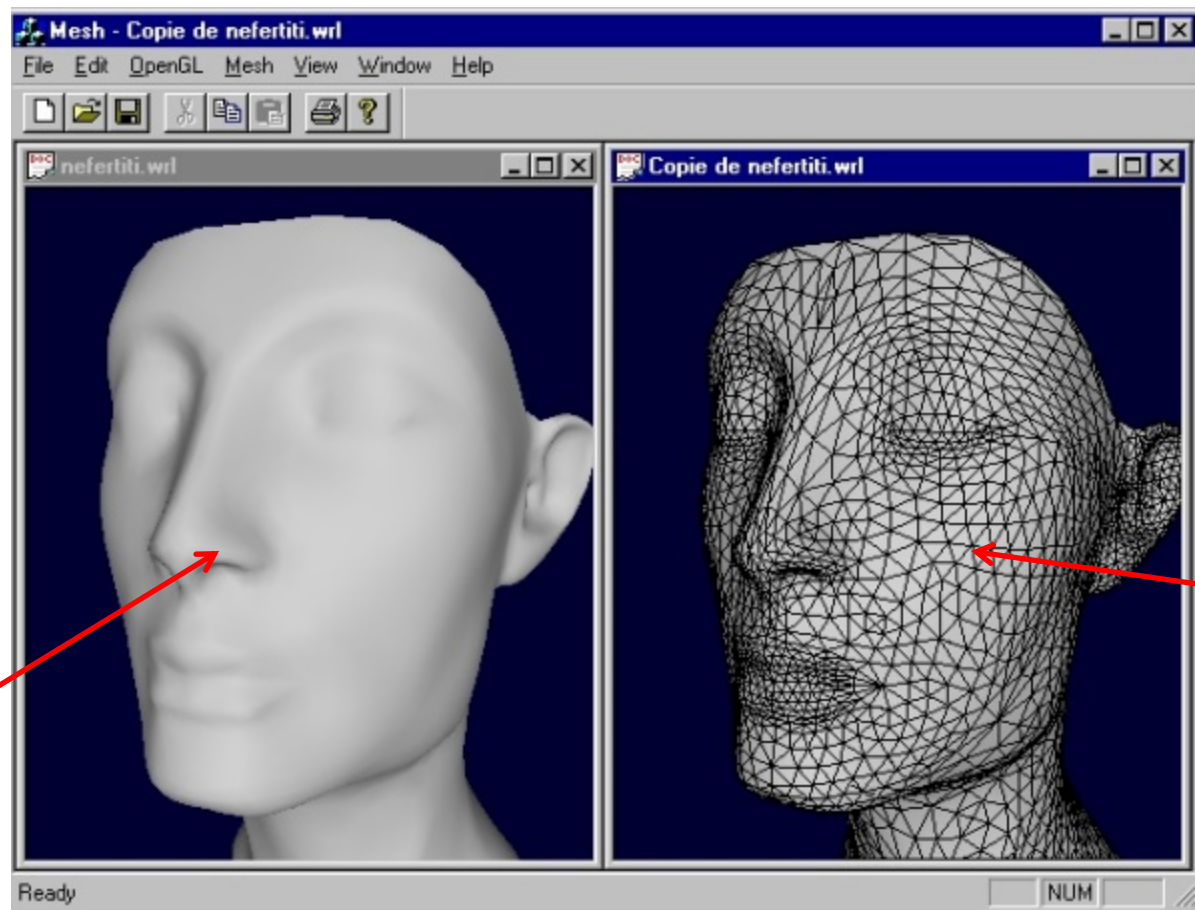 Mesh - Copie de nefertiti.wrl
File Edit OpenGL Mesh View Window Help
nefertiti.wrl
Copie de nefertiti.wrl
Ready
NUM